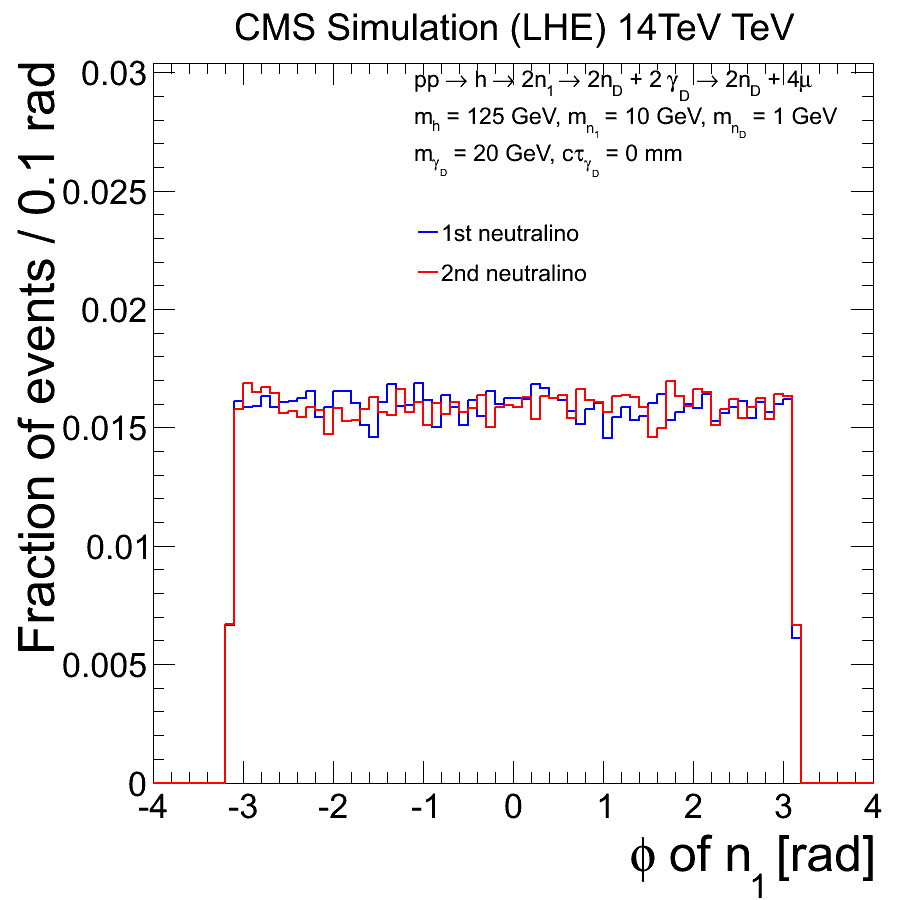 CMS Simulation (LHE) 14TeV TeV
pp → h → 2n₁ → 2n_D + 2 γ_D → 2n_D + 4μ
m_h = 125 GeV, m_n₁ = 10 GeV, m_n_D = 1 GeV
m_γ_D = 20 GeV, cτ_γ_D = 0 mm
1st neutralino
2nd neutralino
Fraction of events / 0.1 rad
0.03
0.025
0.02
0.015
0.01
0.005
0
-4 -3 -2 -1 0 1 2 3 4
ϕ of n₁ [rad]